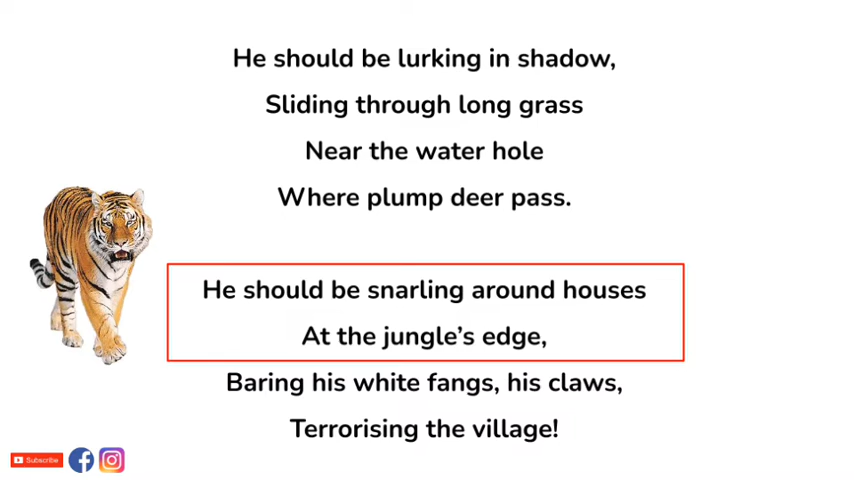 He should be lurking in shadow,
Sliding through long grass
Near the water hole
Where plump deer pass.
He should be snarling around houses
At the jungle's edge,
Baring his white fangs, his claws,
Terrorising the village!
Subscribe